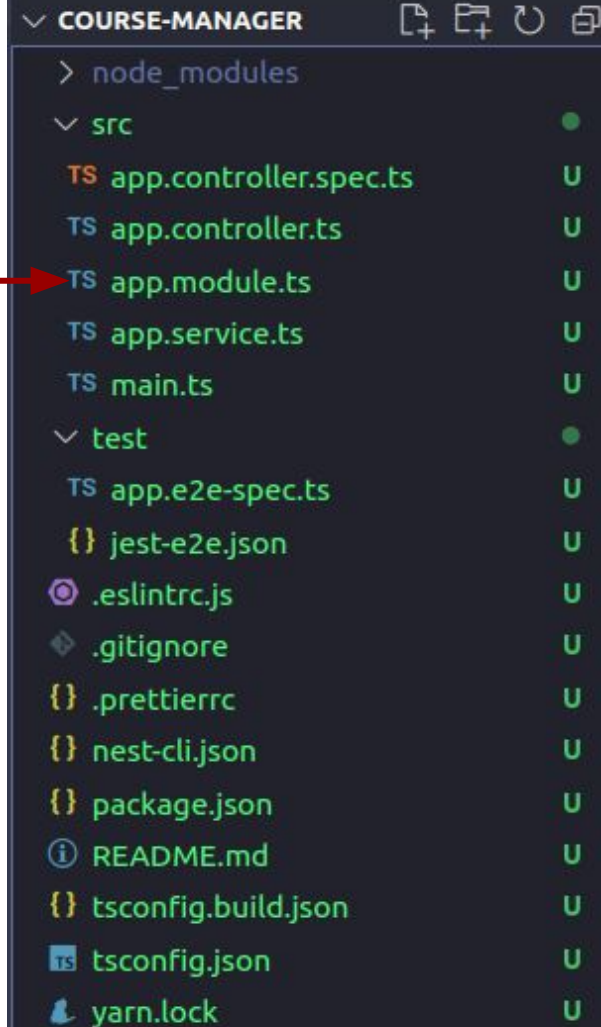 COURSE-MANAGER
node_modules
src
TS app.controller.spec.ts U
TS app.controller.ts U
TS app.module.ts U
TS app.service.ts U
TS main.ts U
test
TS app.e2e-spec.ts U
{} jest-e2e.json U
.eslintrc.js U
.gitignore U
{} .prettierrc U
{} nest-cli.json U
{} package.json U
README.md U
{} tsconfig.build.json U
TS tsconfig.json U
yarn.lock U